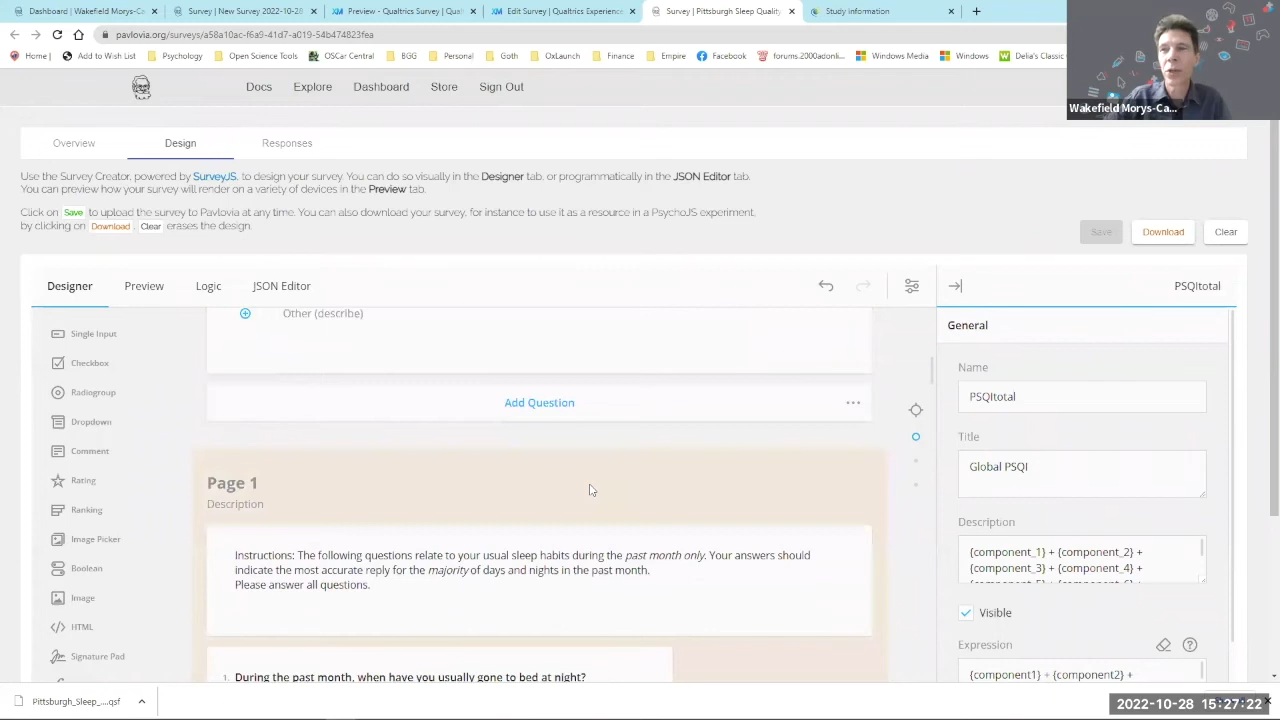 Dashboard | Wakefield Morys-Ca
Survey | New Survey 2022-10-28
Preview - Qualtrics Survey | Qua
Edit Survey | Qualtrics Experience
Survey | Pittsburgh Sleep Quality
Study information
pavlovia.org/surveys/a58a10ac-f6a9-41d7-a019-54b474823fea
Home |
Add to Wish List
Psychology
Open Science Tools
OSCar Central
BGG
Personal
Goth
OxLaunch
Finance
Empire
Facebook
forums.2000adonli...
Windows Media
Windows
Delia's Classic
Wakefield Morys-Ca...
Docs
Explore
Dashboard
Store
Sign Out
Overview
Design
Responses
Use the Survey Creator, powered by SurveyJS, to design your survey. You can do so visually in the Designer tab, or programmatically in the JSON Editor tab.
You can preview how your survey will render on a variety of devices in the Preview tab.
Click on Save to upload the survey to Pavlovia at any time. You can also download your survey, for instance to use it as a resource in a PsychoJS experiment,
by clicking on Download. Clear erases the design.
Save
Download
Clear
Designer
Preview
Logic
JSON Editor
PSQItotal
Single Input
Checkbox
Radiogroup
Dropdown
Comment
Rating
Ranking
Image Picker
Boolean
Image
HTML
Signature Pad
Other (describe)
Add Question
Page 1
Description
Instructions: The following questions relate to your usual sleep habits during the past month only. Your answers should
indicate the most accurate reply for the majority of days and nights in the past month.
Please answer all questions.
1. During the past month, when have you usually gone to bed at night?
General
Name
PSQItotal
Title
Global PSQI
Description
{component_1} + {component_2} +
{component_3} + {component_4} +
{component_5} + {component_6} +
Visible
Expression
{component1} + {component2} +
Pittsburgh_Sleep_....qsf
2022-10-28 15:27:22